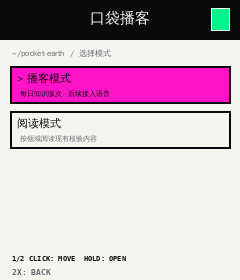 口袋播客
~/pocket-earth / 选择模式
> 播客模式
每日知识版次 · 后续接入语音
阅读模式
按领域阅读现有核验内容
1/2 CLICK: MOVE HOLD: OPEN
2X: BACK